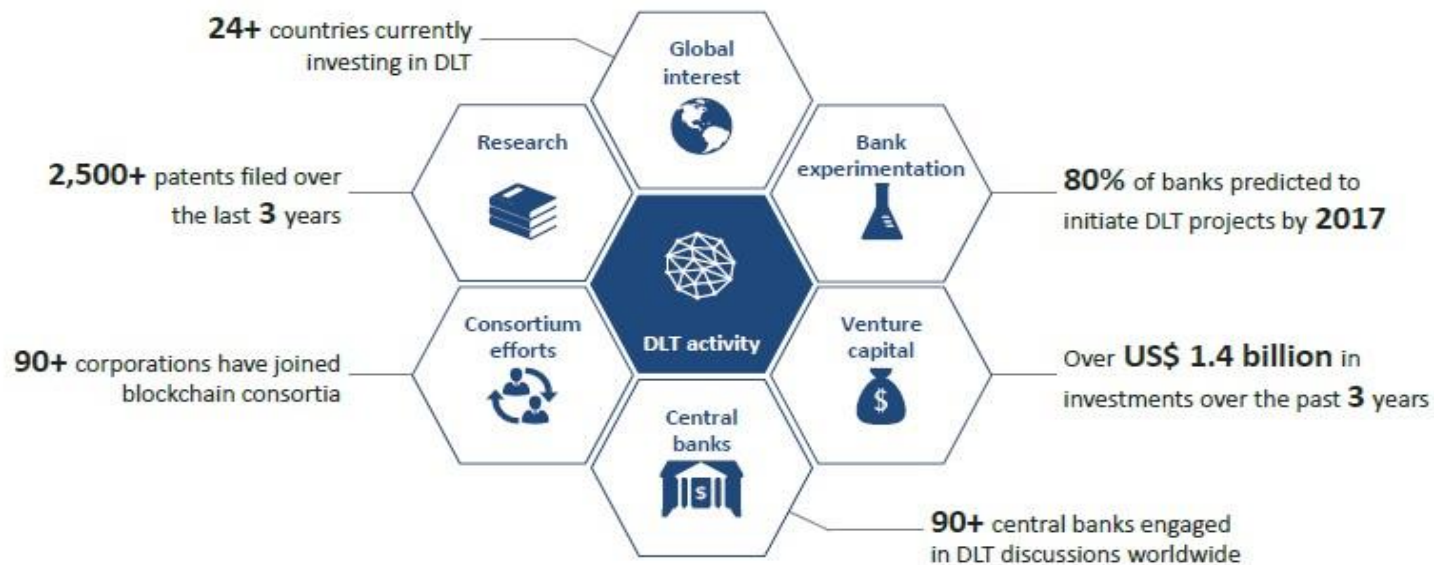 24+ countries currently
investing in DLT
Global
interest
Research
2,500+ patents filed over
the last 3 years
Bank
experimentation
80% of banks predicted to
initiate DLT projects by 2017
DLT activity
Consortium
efforts
90+ corporations have joined
blockchain consortia
Venture
capital
$
Over US$ 1.4 billion in
investments over the past 3 years
Central
banks
$
90+ central banks engaged
in DLT discussions worldwide